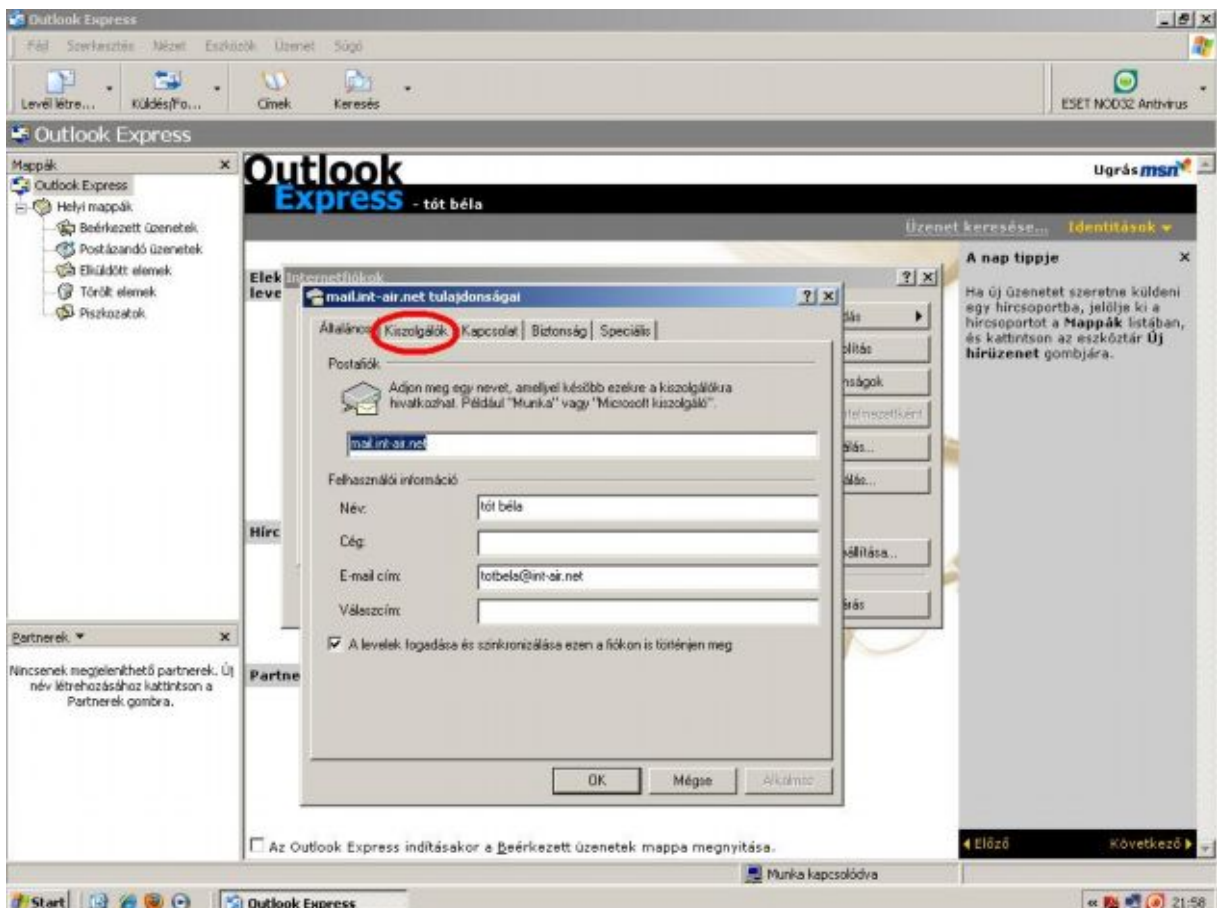 Outlook Express
Fájl Szerkesztés Nézet Eszközök Üzenet Súgó
Levél létre... Küldés/Fo... Címek Keresés ESET NOD32 Antivirus
Outlook Express
Mappák
Outlook Express
Helyi mappák
Beérkezett üzenetek
Postázandó üzenetek
Elküldött elemek
Törölt elemek
Piszkozatok
Partnerek
Nincsenek megjeleníthető partnerek. Új
név létrehozásához kattintson a
Partnerek gombra.
Outlook
Express - tót béla
Ugrás msn
Üzenet keresése... Identitások
Elek
leve
Hírc
Partne
Internetfiókok
mail.int-air.net tulajdonságai
Általános Kiszolgálók Kapcsolat Biztonság Speciális
Postafiók
Adjon meg egy nevet, amellyel később ezekre a kiszolgálókra
hivatkozhat. Például "Munka" vagy "Microsoft kiszolgáló".
mail.int-air.net
Felhasználói információ
Név: tót béla
Cég:
E-mail cím: totbela@int-air.net
Válaszcím:
A levelek fogadása és szinkronizálása ezen a fiókon is történjen meg
OK Mégse Alkalmaz
A nap tippje
Ha új üzenetet szeretne küldeni
egy hírcsoportba, jelölje ki a
hírcsoportot a Mappák listában,
és kattintson az eszköztár Új
hírüzenet gombjára.
Előző Következő
Az Outlook Express indításakor a Beérkezett üzenetek mappa megnyitása.
Munka kapcsolódva
Start Outlook Express 21:58